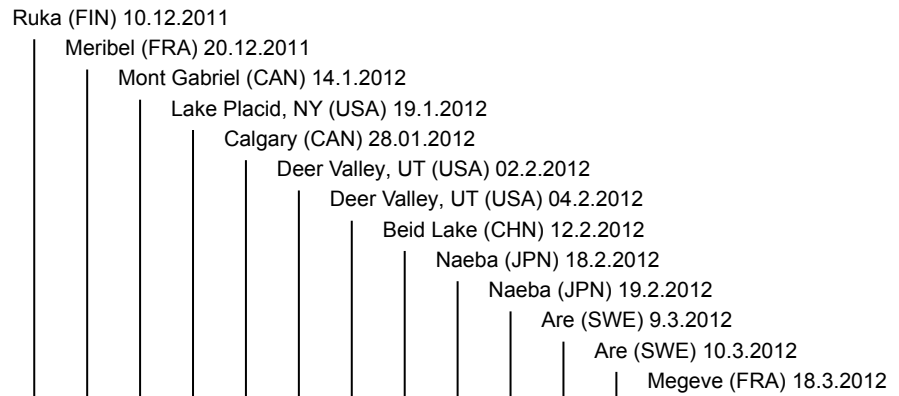 Ruka (FIN) 10.12.2011
Meribel (FRA) 20.12.2011
Mont Gabriel (CAN) 14.1.2012
Lake Placid, NY (USA) 19.1.2012
Calgary (CAN) 28.01.2012
Deer Valley, UT (USA) 02.2.2012
Deer Valley, UT (USA) 04.2.2012
Beid Lake (CHN) 12.2.2012
Naeba (JPN) 18.2.2012
Naeba (JPN) 19.2.2012
Are (SWE) 9.3.2012
Are (SWE) 10.3.2012
Megeve (FRA) 18.3.2012